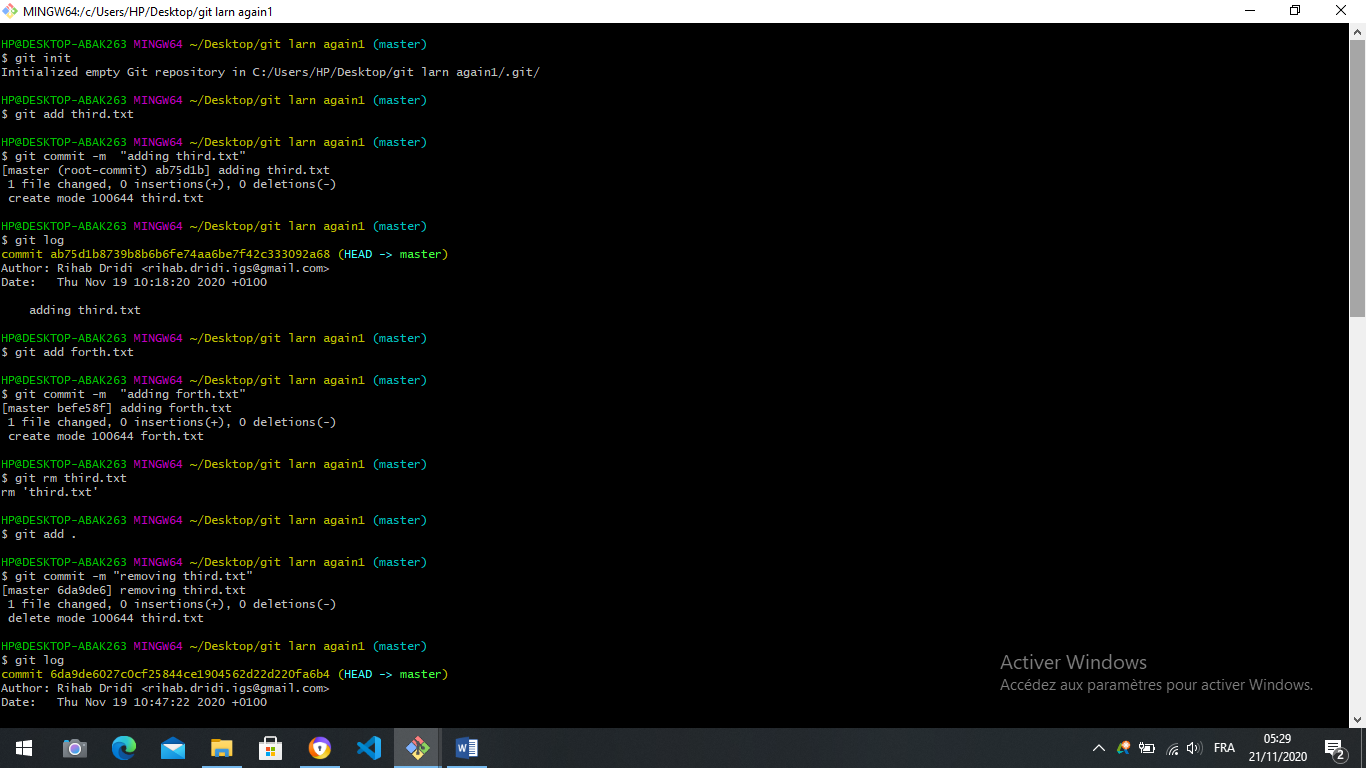 MINGW64:/c/Users/HP/Desktop/git larn again1
HP@DESKTOP-ABAK263 MINGW64 ~/Desktop/git larn again1 (master)
$ git init
Initialized empty Git repository in C:/Users/HP/Desktop/git larn again1/.git/
HP@DESKTOP-ABAK263 MINGW64 ~/Desktop/git larn again1 (master)
$ git add third.txt
HP@DESKTOP-ABAK263 MINGW64 ~/Desktop/git larn again1 (master)
$ git commit -m  "adding third.txt"
[master (root-commit) ab75d1b] adding third.txt
 1 file changed, 0 insertions(+), 0 deletions(-)
 create mode 100644 third.txt
HP@DESKTOP-ABAK263 MINGW64 ~/Desktop/git larn again1 (master)
$ git log
commit ab75d1b8739b8b6b6fe74aa6be7f42c333092a68 (HEAD -> master)
Author: Rihab Dridi <rihab.dridi.igs@gmail.com>
Date:   Thu Nov 19 10:18:20 2020 +0100
    adding third.txt
HP@DESKTOP-ABAK263 MINGW64 ~/Desktop/git larn again1 (master)
$ git add forth.txt
HP@DESKTOP-ABAK263 MINGW64 ~/Desktop/git larn again1 (master)
$ git commit -m  "adding forth.txt"
[master befe58f] adding forth.txt
 1 file changed, 0 insertions(+), 0 deletions(-)
 create mode 100644 forth.txt
HP@DESKTOP-ABAK263 MINGW64 ~/Desktop/git larn again1 (master)
$ git rm third.txt
rm 'third.txt'
HP@DESKTOP-ABAK263 MINGW64 ~/Desktop/git larn again1 (master)
$ git add .
HP@DESKTOP-ABAK263 MINGW64 ~/Desktop/git larn again1 (master)
$ git commit -m "removing third.txt"
[master 6da9de6] removing third.txt
 1 file changed, 0 insertions(+), 0 deletions(-)
 delete mode 100644 third.txt
HP@DESKTOP-ABAK263 MINGW64 ~/Desktop/git larn again1 (master)
$ git log
commit 6da9de6027c0cf25844ce1904562d22d220fa6b4 (HEAD -> master)
Author: Rihab Dridi <rihab.dridi.igs@gmail.com>
Date:   Thu Nov 19 10:47:22 2020 +0100
Activer Windows
Accédez aux paramètres pour activer Windows.
FRA
05:29
21/11/2020
2